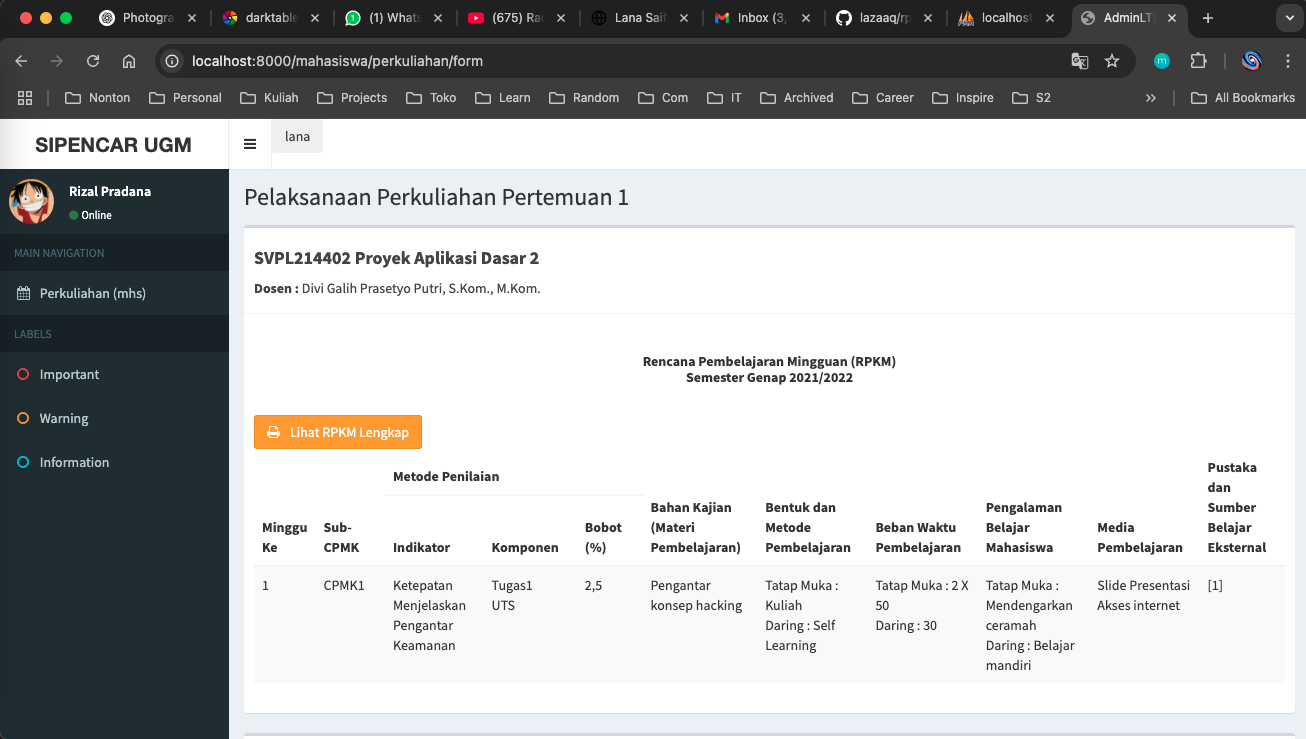 Photogra
darktable
(1) Whats
(675) Rac
Lana Saif
Inbox (3,
lazaaq/rp
localhost
AdminLT
localhost:8000/mahasiswa/perkuliahan/form
Nonton
Personal
Kuliah
Projects
Toko
Learn
Random
Com
IT
Archived
Career
Inspire
S2
All Bookmarks
SIPENCAR UGM
lana
Rizal Pradana
Online
MAIN NAVIGATION
Perkuliahan (mhs)
LABELS
Important
Warning
Information
Pelaksanaan Perkuliahan Pertemuan 1
SVPL214402 Proyek Aplikasi Dasar 2
Dosen : Divi Galih Prasetyo Putri, S.Kom., M.Kom.
Rencana Pembelajaran Mingguan (RPKM)
Semester Genap 2021/2022
Lihat RPKM Lengkap
Minggu
Ke
Sub-
CPMK
Metode Penilaian
Indikator
Komponen
Bobot
(%)
Bahan Kajian
(Materi
Pembelajaran)
Bentuk dan
Metode
Pembelajaran
Beban Waktu
Pembelajaran
Pengalaman
Belajar
Mahasiswa
Media
Pembelajaran
Pustaka
dan
Sumber
Belajar
Eksternal
1
CPMK1
Ketepatan
Menjelaskan
Pengantar
Keamanan
Tugas1
UTS
2,5
Pengantar
konsep hacking
Tatap Muka :
Kuliah
Daring : Self
Learning
Tatap Muka : 2 X
50
Daring : 30
Tatap Muka :
Mendengarkan
ceramah
Daring : Belajar
mandiri
Slide Presentasi
Akses internet
[1]